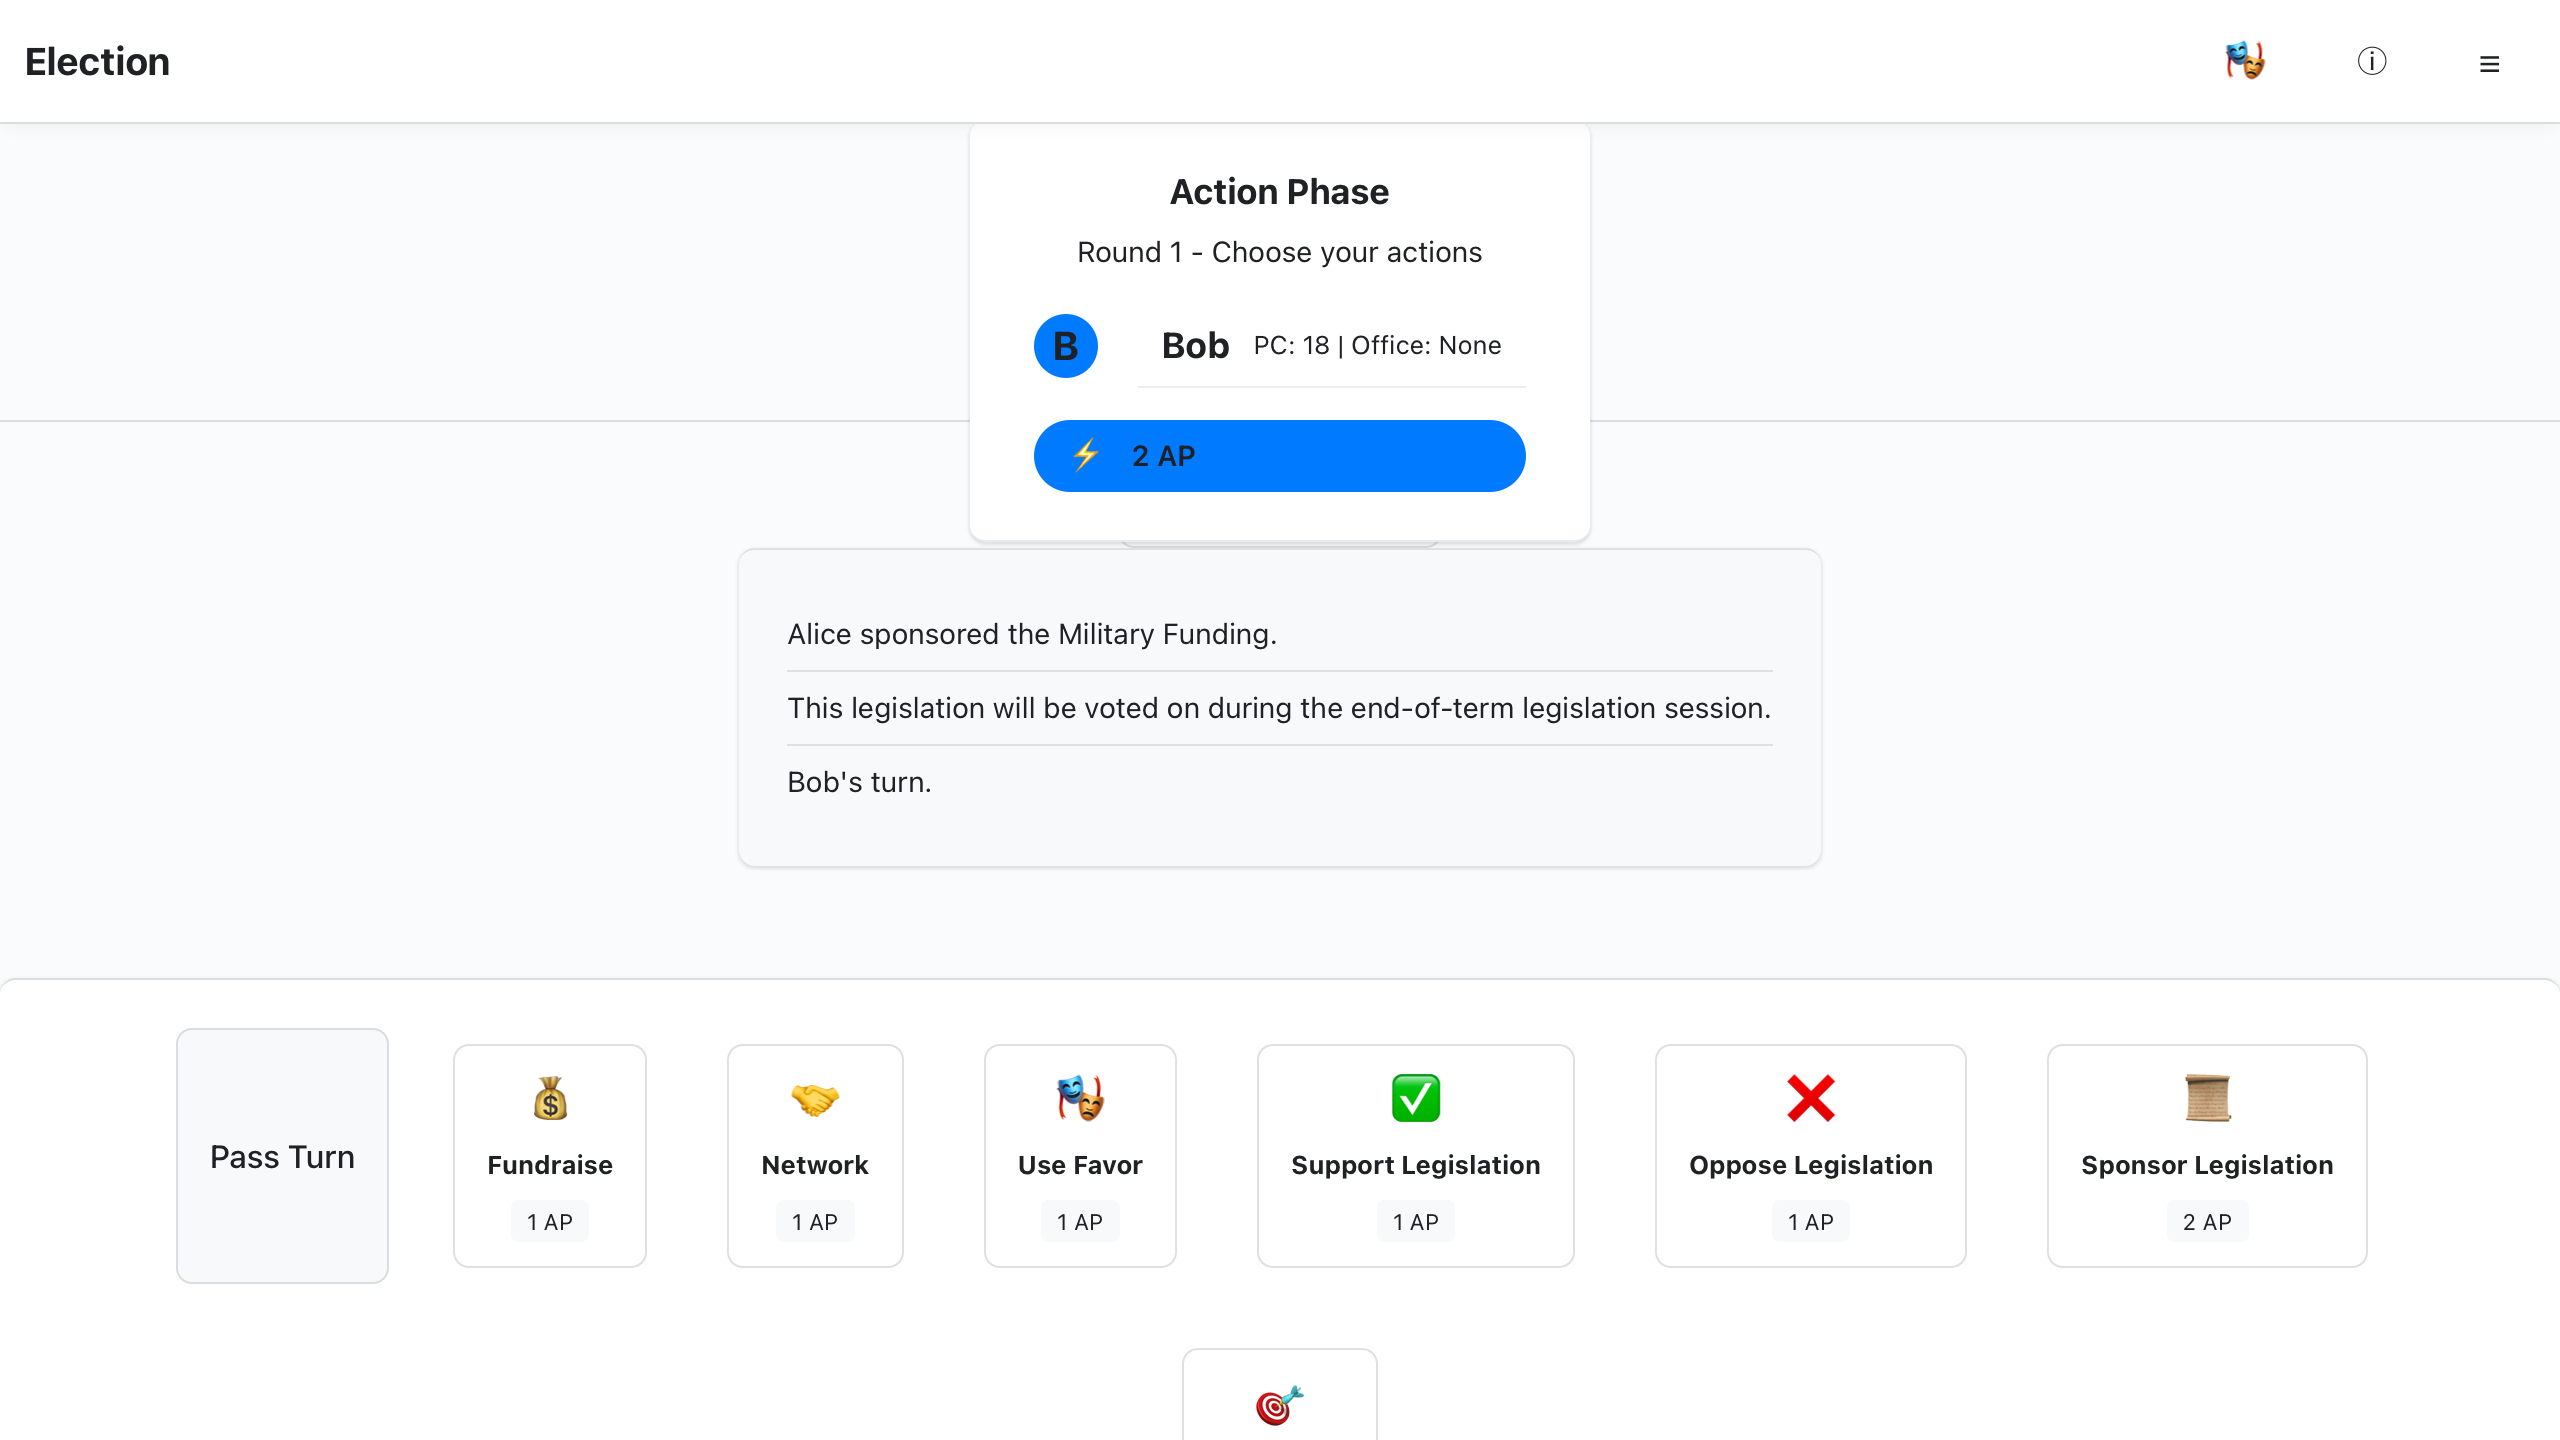 Election
Action Phase
Round 1 - Choose your actions
B
Bob PC: 18 | Office: None
2 AP
Alice sponsored the Military Funding.
This legislation will be voted on during the end-of-term legislation session.
Bob's turn.
Pass Turn
Fundraise
1 AP
Network
1 AP
Use Favor
1 AP
Support Legislation
1 AP
Oppose Legislation
1 AP
Sponsor Legislation
2 AP